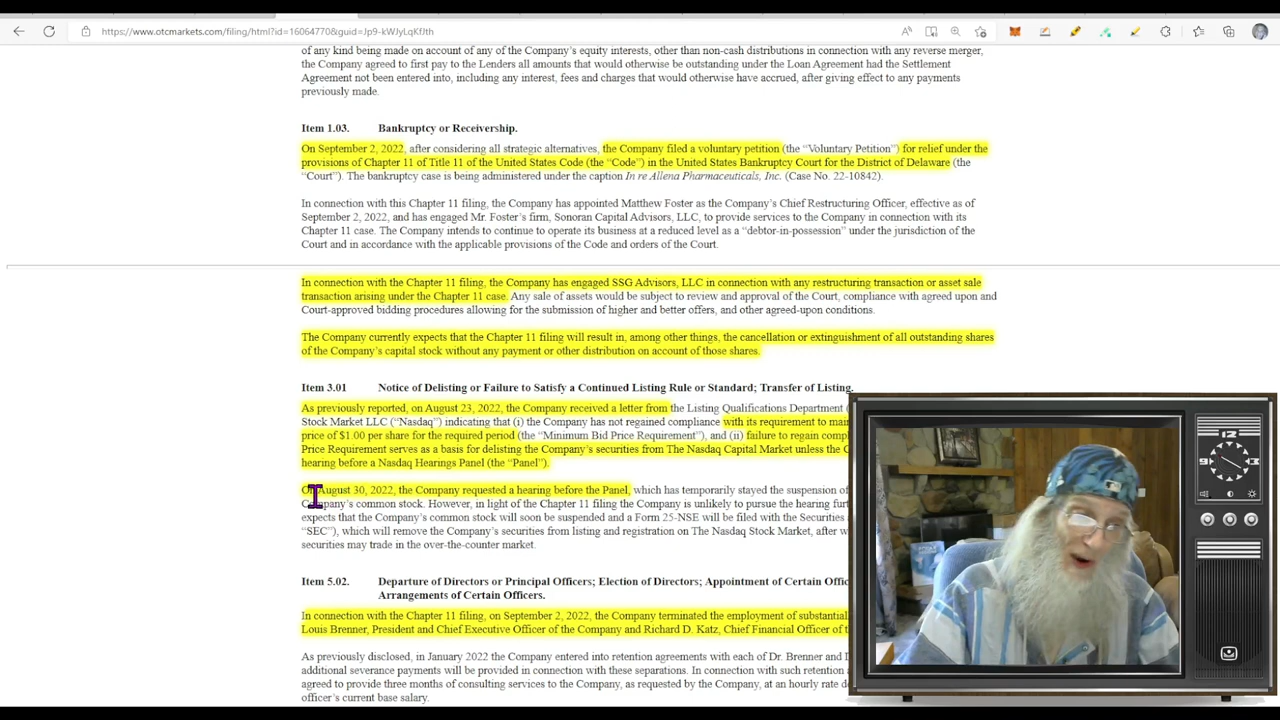 https://www.otcmarkets.com/filing/html?id=16064770&guid=Jp9-kWJyLqKfJth
of any kind being made on account of any of the Company's equity interests, other than non-cash distributions in connection with any reverse merger,
the Company agreed to first pay to the Lenders all amounts that would otherwise be outstanding under the Loan Agreement had the Settlement
Agreement not been entered into, including any interest, fees and charges that would otherwise have accrued, after giving effect to any payments
previously made.
Item 1.03. Bankruptcy or Receivership.
On September 2, 2022, after considering all strategic alternatives, the Company filed a voluntary petition (the "Voluntary Petition") for relief under the
provisions of Chapter 11 of Title 11 of the United States Code (the "Code") in the United States Bankruptcy Court for the District of Delaware (the
"Court"). The bankruptcy case is being administered under the caption In re Allena Pharmaceuticals, Inc. (Case No. 22-10842).
In connection with this Chapter 11 filing, the Company has appointed Matthew Foster as the Company's Chief Restructuring Officer, effective as of
September 2, 2022, and has engaged Mr. Foster's firm, Sonoran Capital Advisors, LLC, to provide services to the Company in connection with its
Chapter 11 case. The Company intends to continue to operate its business at a reduced level as a "debtor-in-possession" under the jurisdiction of the
Court and in accordance with the applicable provisions of the Code and orders of the Court.
In connection with the Chapter 11 filing, the Company has engaged SSG Advisors, LLC in connection with any restructuring transaction or asset sale
transaction arising under the Chapter 11 case. Any sale of assets would be subject to review and approval of the Court, compliance with agreed upon and
Court-approved bidding procedures allowing for the submission of higher and better offers, and other agreed-upon conditions.
The Company currently expects that the Chapter 11 filing will result in, among other things, the cancellation or extinguishment of all outstanding shares
of the Company's capital stock without any payment or other distribution on account of those shares.
Item 3.01 Notice of Delisting or Failure to Satisfy a Continued Listing Rule or Standard; Transfer of Listing.
As previously reported, on August 23, 2022, the Company received a letter from the Listing Qualifications Department (
Stock Market LLC ("Nasdaq") indicating that (i) the Company has not regained compliance with its requirement to mai
price of $1.00 per share for the required period (the "Minimum Bid Price Requirement"), and (ii) failure to regain compl
Price Requirement serves as a basis for delisting the Company's securities from The Nasdaq Capital Market unless the C
hearing before a Nasdaq Hearings Panel (the "Panel").
On August 30, 2022, the Company requested a hearing before the Panel, which has temporarily stayed the suspension of
Company's common stock. However, in light of the Chapter 11 filing the Company is unlikely to pursue the hearing furt
expects that the Company's common stock will soon be suspended and a Form 25-NSE will be filed with the Securities
"SEC"), which will remove the Company's securities from listing and registration on The Nasdaq Stock Market, after w
securities may trade in the over-the-counter market.
Item 5.02. Departure of Directors or Principal Officers; Election of Directors; Appointment of Certain Offic
Arrangements of Certain Officers.
In connection with the Chapter 11 filing, on September 2, 2022, the Company terminated the employment of substantial
Louis Brenner, President and Chief Executive Officer of the Company and Richard D. Katz, Chief Financial Officer of t
As previously disclosed, in January 2022 the Company entered into retention agreements with each of Dr. Brenner and
additional severance payments will be provided in connection with these separations. In connection with such retention a
agreed to provide three months of consulting services to the Company, as requested by the Company, at an hourly rate de
officer's current base salary.
12